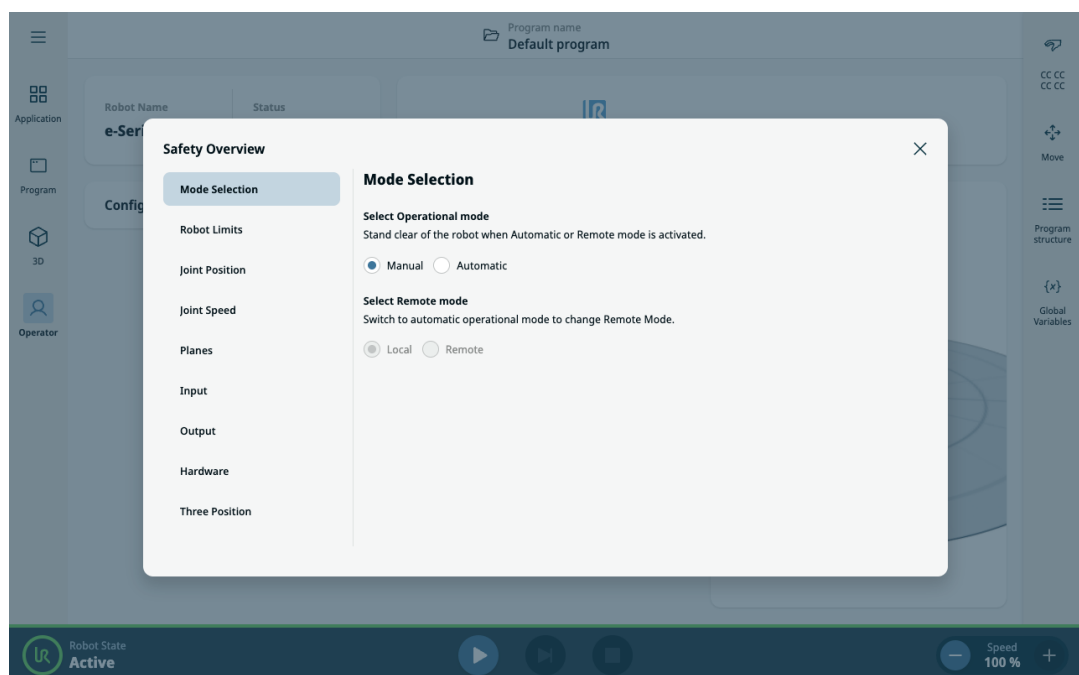 Program name
Default program
Application
Program
3D
Operator
Robot Name
Status
e-Seri
Config
Safety Overview
Mode Selection
Robot Limits
Joint Position
Joint Speed
Planes
Input
Output
Hardware
Three Position
Mode Selection
Select Operational mode
Stand clear of the robot when Automatic or Remote mode is activated.
Manual Automatic
Select Remote mode
Switch to automatic operational mode to change Remote Mode.
Local Remote
CC CC
CC CC
Move
Program
structure
{x}
Global
Variables
UR
Robot State
Active
Speed
100 %